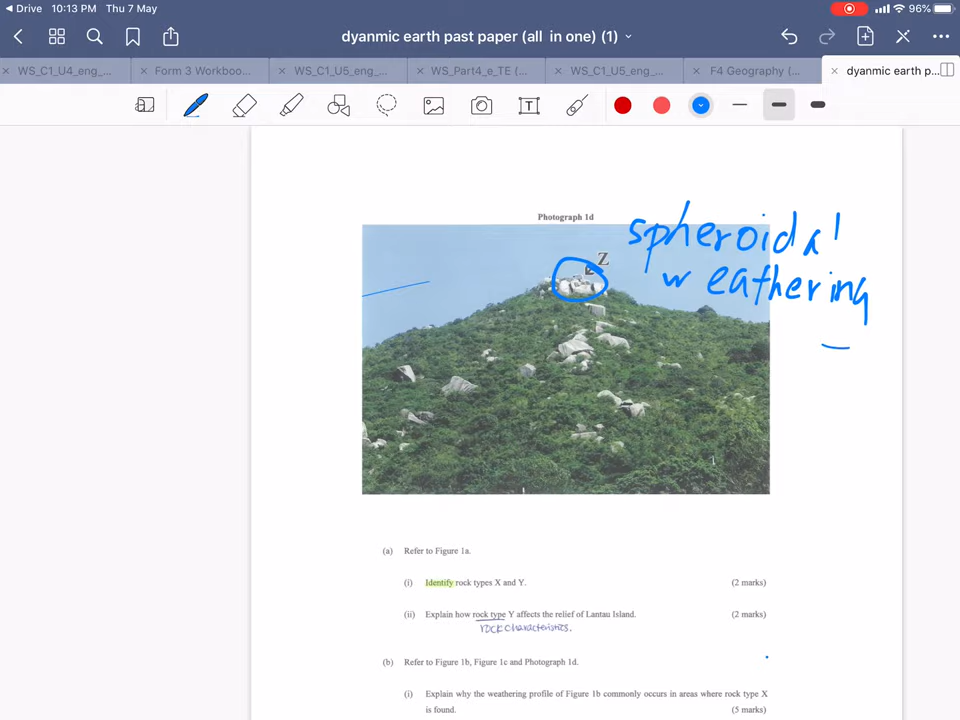 Drive 10:13 PM Thu 7 May 96%
dyanmic earth past paper (all in one) (1)
WS_C1_U4_eng_... Form 3 Workboo... WS_C1_U5_eng_... WS_Part4_e_TE (... WS_C1_U5_eng_... F4 Geography (... dyanmic earth p...
T
Photograph 1d
spheroidal
Z
weathering
(a) Refer to Figure 1a.
(i) Identify rock types X and Y. (2 marks)
(ii) Explain how rock type Y affects the relief of Lantau Island. (2 marks)
rock characteristics.
(b) Refer to Figure 1b, Figure 1c and Photograph 1d.
(i) Explain why the weathering profile of Figure 1b commonly occurs in areas where rock type X
is found. (5 marks)